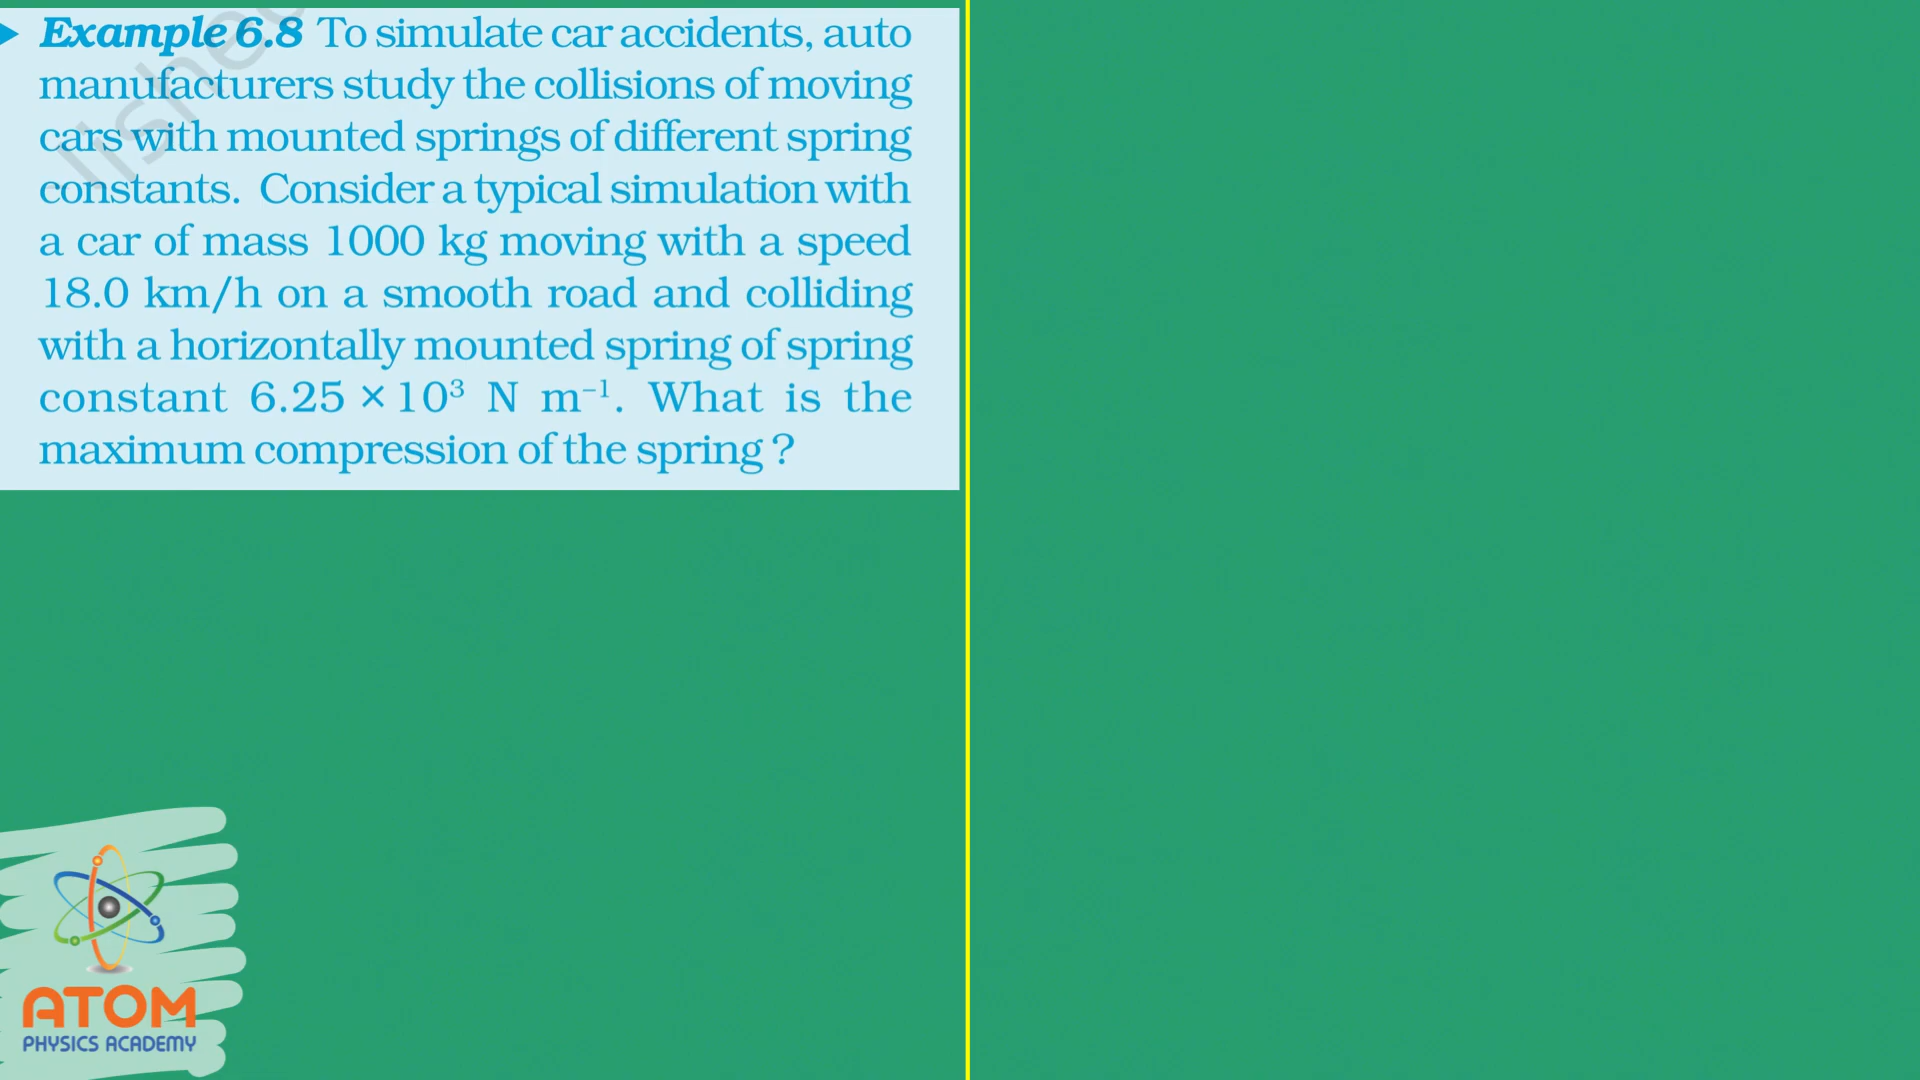 Example 6.8 To simulate car accidents, auto
manufacturers study the collisions of moving
cars with mounted springs of different spring
constants. Consider a typical simulation with
a car of mass 1000 kg moving with a speed
18.0 km/h on a smooth road and colliding
with a horizontally mounted spring of spring
constant 6.25 × 10³ N m⁻¹. What is the
maximum compression of the spring ?
ATOM
PHYSICS ACADEMY